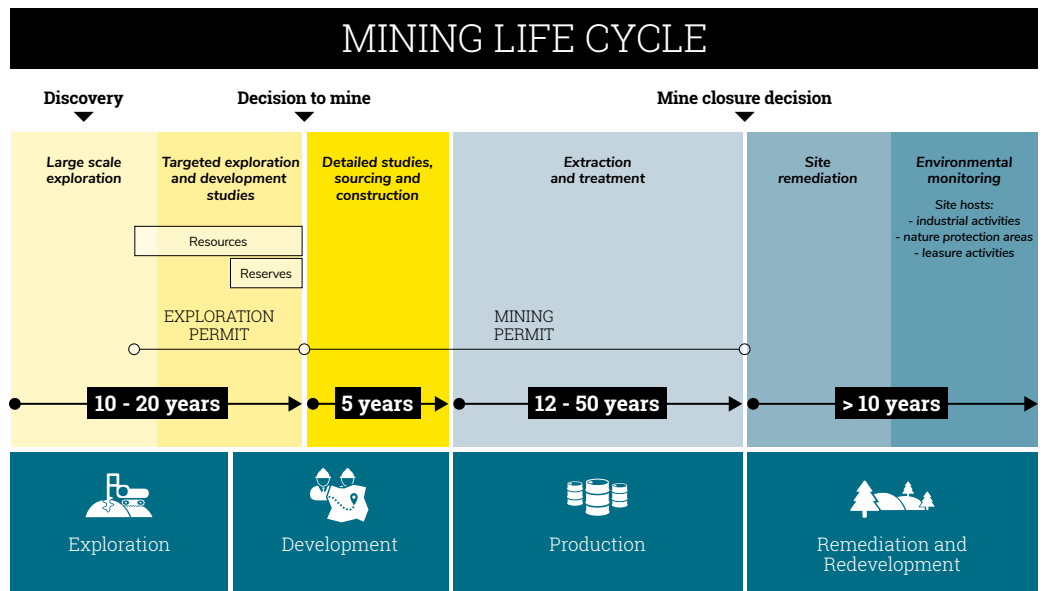 MINING LIFE CYCLE
Discovery
Decision to mine
Mine closure decision
Large scale
exploration
Targeted exploration
and development
studies
Detailed studies,
sourcing and
construction
Extraction
and treatment
Site
remediation
Environmental
monitoring
Site hosts:
- industrial activities
- nature protection areas
- leasure activities
Resources
Reserves
EXPLORATION
PERMIT
MINING
PERMIT
10 - 20 years
5 years
12 - 50 years
> 10 years
Exploration
Development
Production
Remediation and
Redevelopment